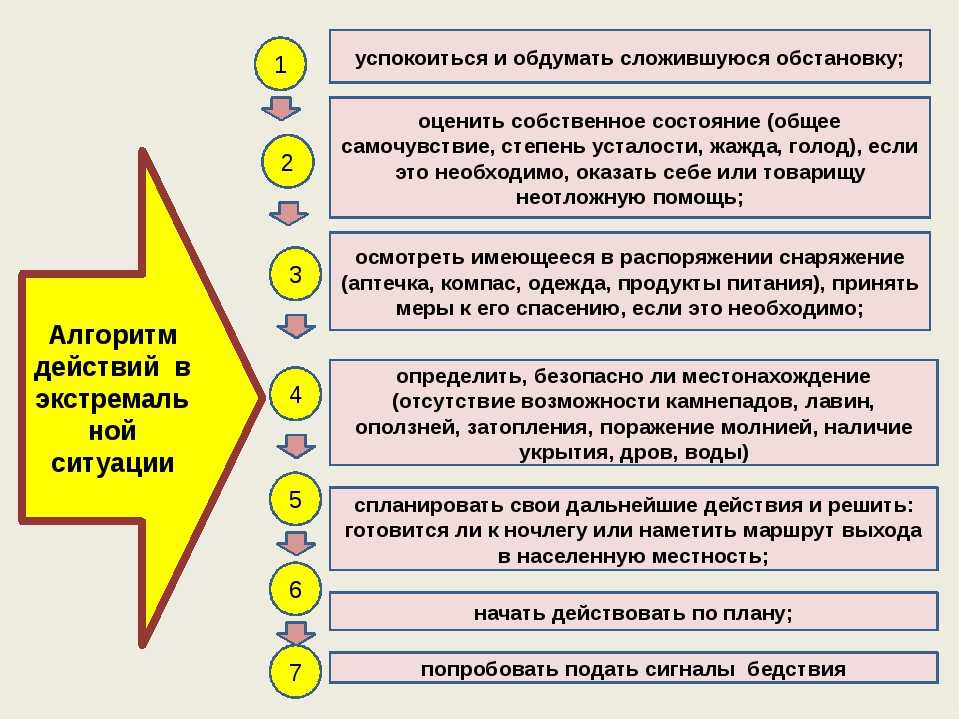 Алгоритм
действий  в
экстремаль
ной
ситуации
1
успокоиться и обдумать сложившуюся обстановку;
2
оценить собственное состояние (общее
самочувствие, степень усталости, жажда, голод), если
это необходимо, оказать себе или товарищу
неотложную помощь;
3
осмотреть имеющееся в распоряжении снаряжение
(аптечка, компас, одежда, продукты питания), принять
меры к его спасению, если это необходимо;
4
определить, безопасно ли местонахождение
(отсутствие возможности камнепадов, лавин,
оползней, затопления, поражение молнией, наличие
укрытия, дров, воды)
5
спланировать свои дальнейшие действия и решить:
готовится ли к ночлегу или наметить маршрут выхода
в населенную местность;
6
начать действовать по плану;
7
попробовать подать сигналы  бедствия